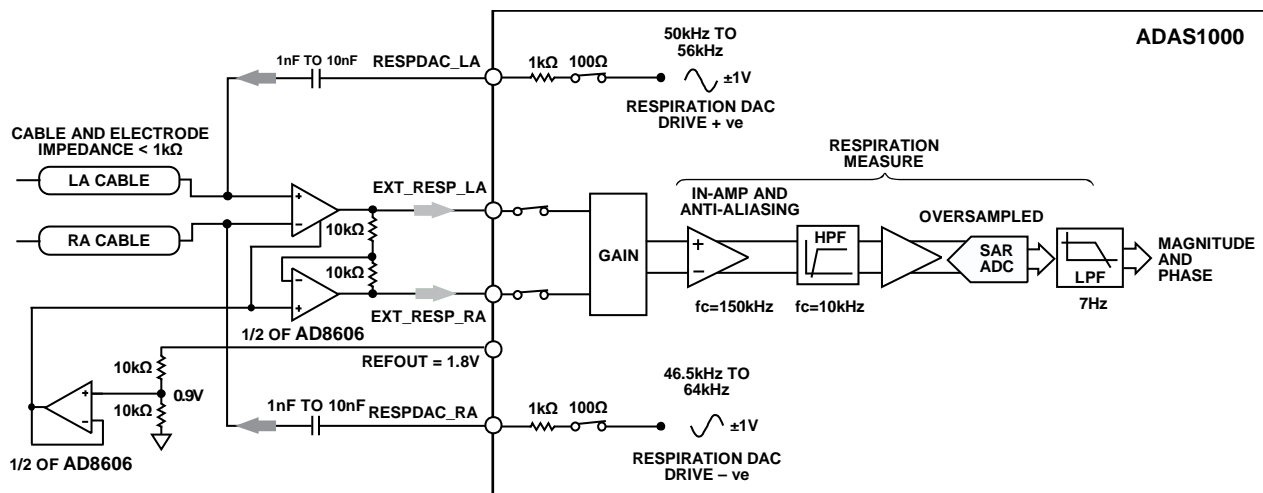 50kHz TO
56kHz
ADAS1000
1nF TO 10nF
RESPDAC_LA
1kΩ
100Ω
±1V
RESPIRATION DAC
DRIVE + ve
CABLE AND ELECTRODE
IMPEDANCE < 1kΩ
LA CABLE
RA CABLE
+
–
EXT_RESP_LA
10kΩ
10kΩ
–
+
EXT_RESP_RA
1/2 OF AD8606
GAIN
RESPIRATION
MEASURE
IN-AMP AND
ANTI-ALIASING
+
–
fc=150kHz
HPF
fc=10kHz
OVERSAMPLED
SAR
ADC
LPF
7Hz
MAGNITUDE
AND
PHASE
REFOUT = 1.8V
10kΩ
10kΩ
0.9V
+
–
1/2 OF AD8606
1nF TO 10nF
RESPDAC_RA
1kΩ
100Ω
46.5kHz TO
64kHz
±1V
RESPIRATION DAC
DRIVE – ve